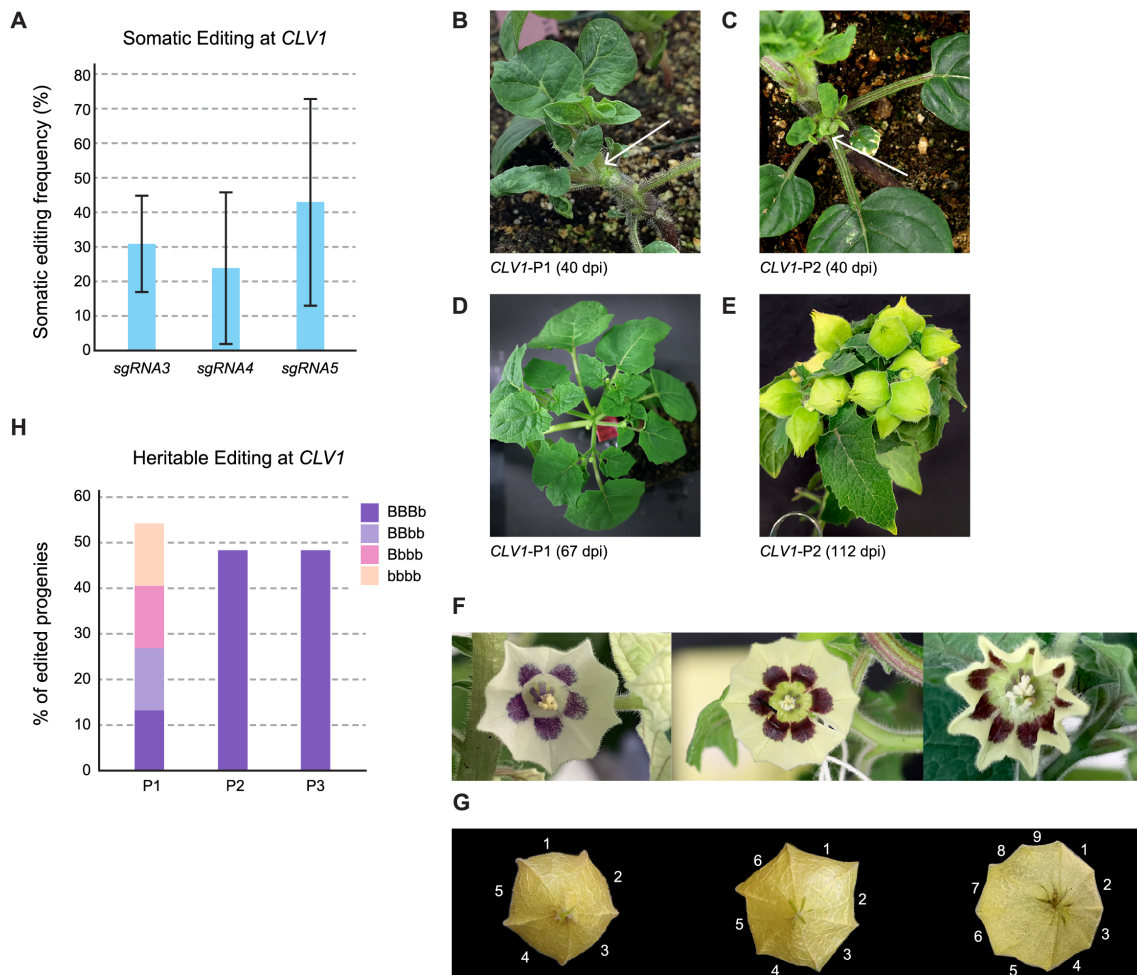 A
Somatic Editing at CLV1
Somatic editing frequency (%)
80
70
60
50
40
30
20
10
0
sgRNA3 sgRNA4 sgRNA5
B
CLV1-P1 (40 dpi)
C
CLV1-P2 (40 dpi)
D
CLV1-P1 (67 dpi)
E
CLV1-P2 (112 dpi)
H
Heritable Editing at CLV1
% of edited progenies
60
50
40
30
20
10
0
P1 P2 P3
BBBb
BBbb
Bbbb
bbbb
F
G
1
2
3
4
5
1
2
3
4
5
6
1
2
3
4
5
6
7
8
9